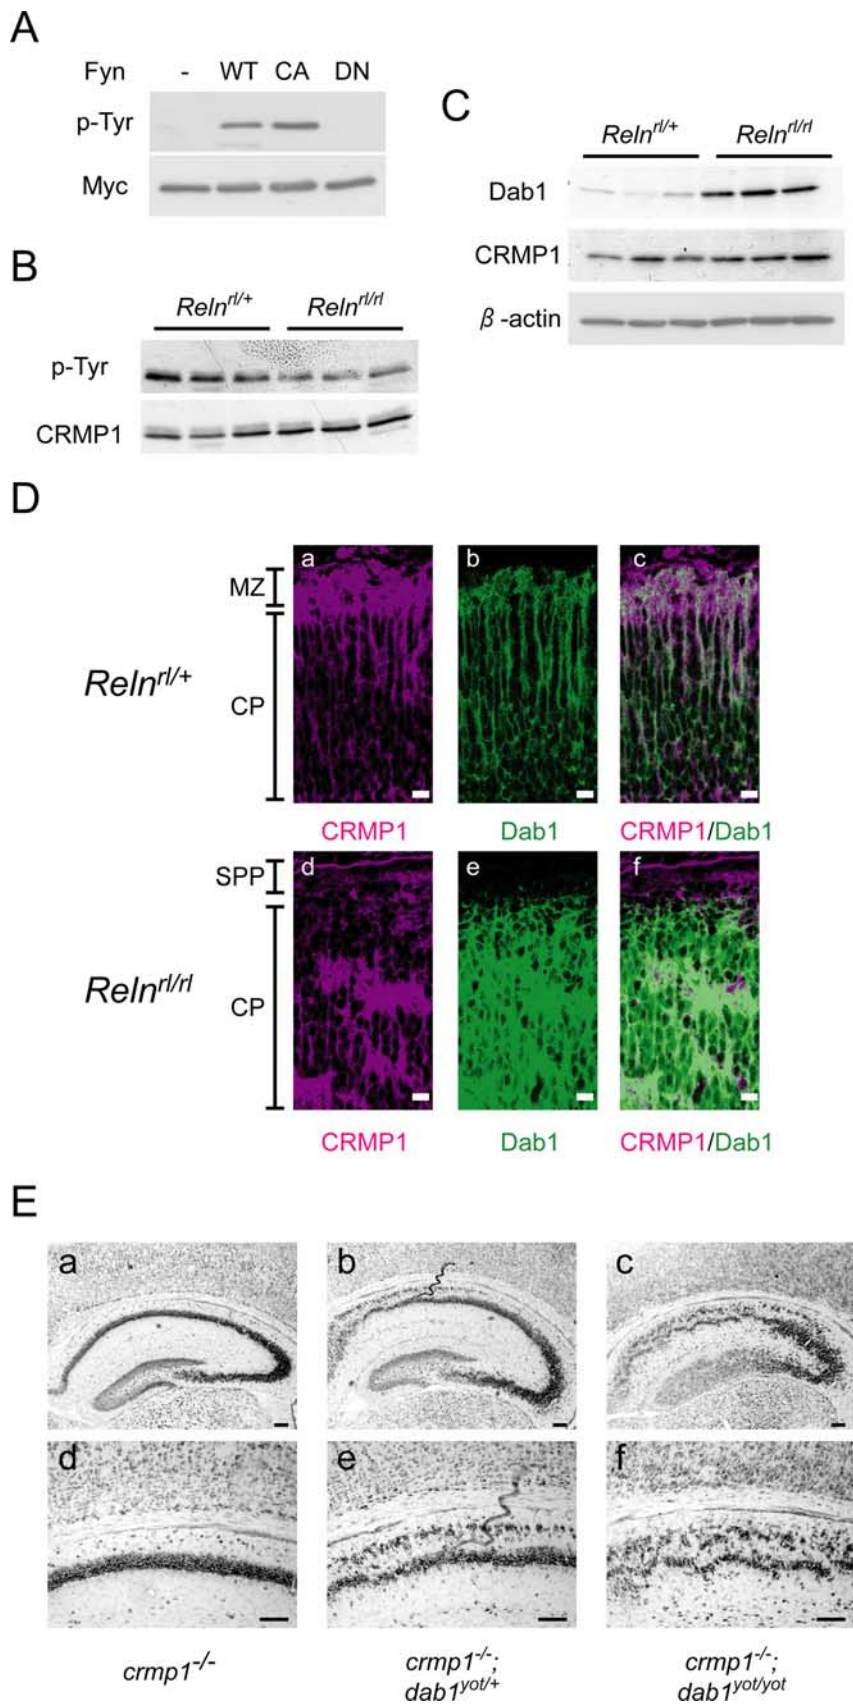 A
Fyn - WT CA DN
p-Tyr
Myc
B
Reln^rl/+ Reln^rl/rl
p-Tyr
CRMP1
C
Reln^rl/+ Reln^rl/rl
Dab1
CRMP1
β -actin
D
a b c
MZ
Reln^rl/+
CP
CRMP1 Dab1 CRMP1/Dab1
d e f
SPP
Reln^rl/rl
CP
CRMP1 Dab1 CRMP1/Dab1
E
a b c
d e f
crmp1^-/- crmp1^-/-; crmp1^-/-;
dab1^yot/+ dab1^yot/yot